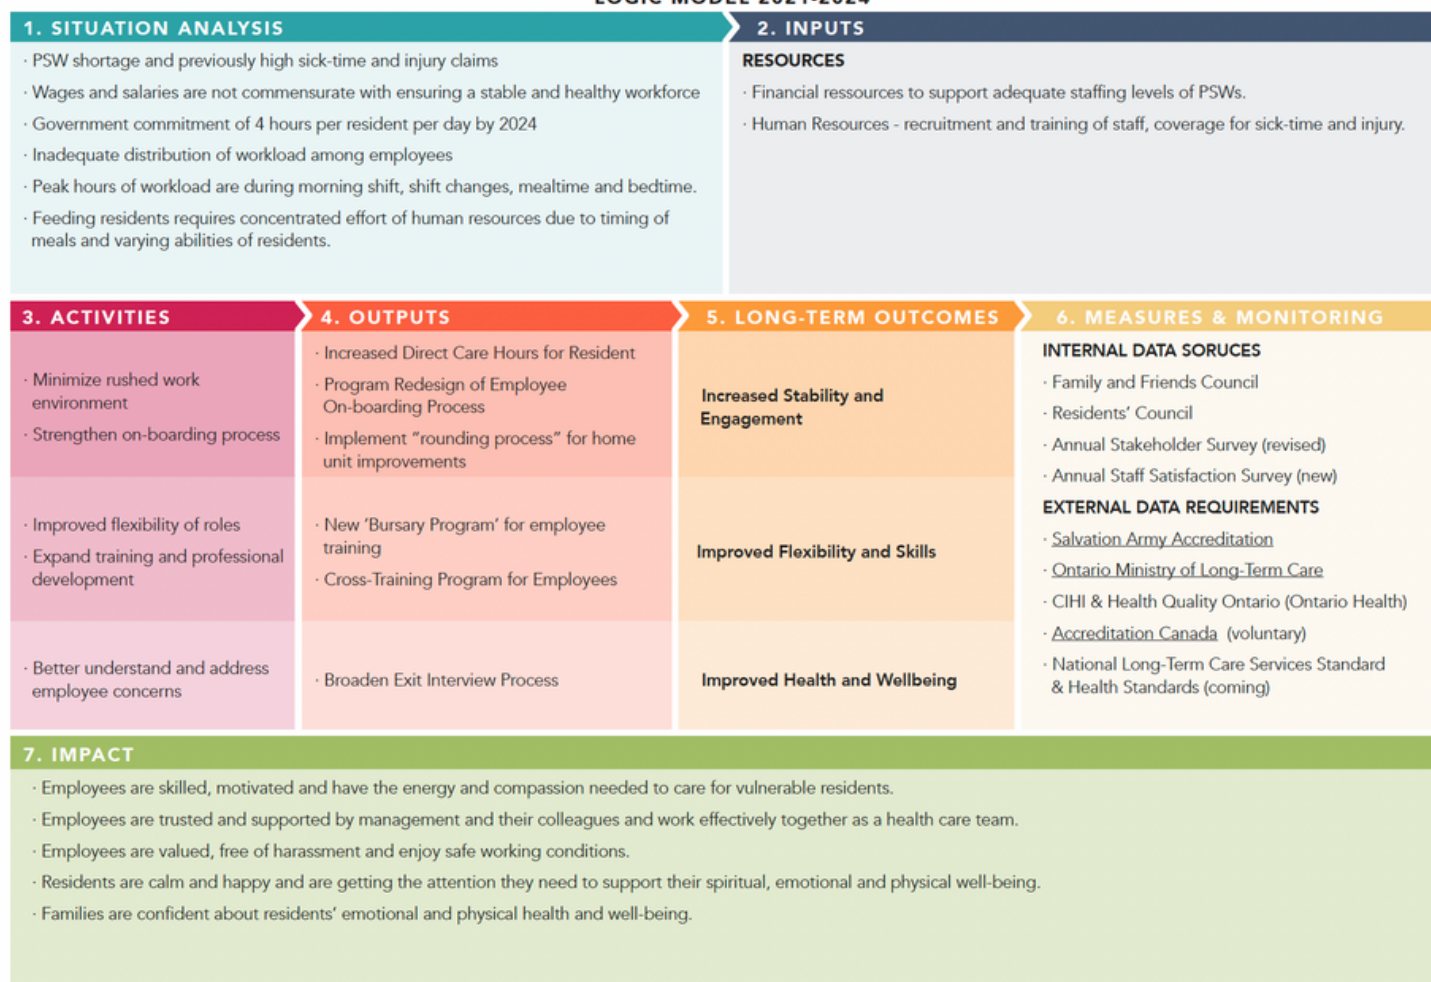 LOGIC MODEL 2021-2024
1. SITUATION ANALYSIS
· PSW shortage and previously high sick-time and injury claims
· Wages and salaries are not commensurate with ensuring a stable and healthy workforce
· Government commitment of 4 hours per resident per day by 2024
· Inadequate distribution of workload among employees
· Peak hours of workload are during morning shift, shift changes, mealtime and bedtime.
· Feeding residents requires concentrated effort of human resources due to timing of
meals and varying abilities of residents.
2. INPUTS
RESOURCES
· Financial ressources to support adequate staffing levels of PSWs.
· Human Resources - recruitment and training of staff, coverage for sick-time and injury.
3. ACTIVITIES
· Minimize rushed work
environment
· Strengthen on-boarding process
· Improved flexibility of roles
· Expand training and professional
development
· Better understand and address
employee concerns
4. OUTPUTS
· Increased Direct Care Hours for Resident
· Program Redesign of Employee
On-boarding Process
· Implement “rounding process” for home
unit improvements
· New ‘Bursary Program’ for employee
training
· Cross-Training Program for Employees
· Broaden Exit Interview Process
5. LONG-TERM OUTCOMES
Increased Stability and
Engagement
Improved Flexibility and Skills
Improved Health and Wellbeing
6. MEASURES & MONITORING
INTERNAL DATA SORUCES
· Family and Friends Council
· Residents’ Council
· Annual Stakeholder Survey (revised)
· Annual Staff Satisfaction Survey (new)
EXTERNAL DATA REQUIREMENTS
· Salvation Army Accreditation
· Ontario Ministry of Long-Term Care
· CIHI & Health Quality Ontario (Ontario Health)
· Accreditation Canada (voluntary)
· National Long-Term Care Services Standard
& Health Standards (coming)
7. IMPACT
· Employees are skilled, motivated and have the energy and compassion needed to care for vulnerable residents.
· Employees are trusted and supported by management and their colleagues and work effectively together as a health care team.
· Employees are valued, free of harassment and enjoy safe working conditions.
· Residents are calm and happy and are getting the attention they need to support their spiritual, emotional and physical well-being.
· Families are confident about residents’ emotional and physical health and well-being.